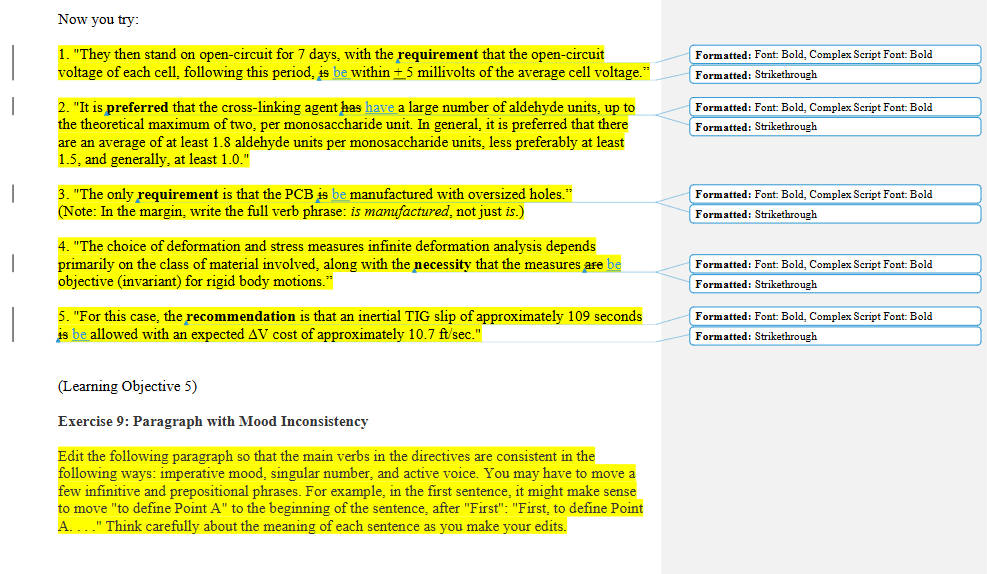 Now you try:
1. "They then stand on open-circuit for 7 days, with the requirement that the open-circuit
voltage of each cell, following this period, is be within + 5 millivolts of the average cell voltage.”
Formatted: Font: Bold, Complex Script Font: Bold
Formatted: Strikethrough
2. "It is preferred that the cross-linking agent has have a large number of aldehyde units, up to
the theoretical maximum of two, per monosaccharide unit. In general, it is preferred that there
are an average of at least 1.8 aldehyde units per monosaccharide units, less preferably at least
1.5, and generally, at least 1.0."
Formatted: Font: Bold, Complex Script Font: Bold
Formatted: Strikethrough
3. "The only requirement is that the PCB is be manufactured with oversized holes.”
(Note: In the margin, write the full verb phrase: is manufactured, not just is.)
Formatted: Font: Bold, Complex Script Font: Bold
Formatted: Strikethrough
4. "The choice of deformation and stress measures infinite deformation analysis depends
primarily on the class of material involved, along with the necessity that the measures are be
objective (invariant) for rigid body motions.”
Formatted: Font: Bold, Complex Script Font: Bold
Formatted: Strikethrough
5. "For this case, the recommendation is that an inertial TIG slip of approximately 109 seconds
is be allowed with an expected ΔV cost of approximately 10.7 ft/sec."
Formatted: Font: Bold, Complex Script Font: Bold
Formatted: Strikethrough
(Learning Objective 5)
Exercise 9: Paragraph with Mood Inconsistency
Edit the following paragraph so that the main verbs in the directives are consistent in the
following ways: imperative mood, singular number, and active voice. You may have to move a
few infinitive and prepositional phrases. For example, in the first sentence, it might make sense
to move "to define Point A" to the beginning of the sentence, after "First": "First, to define Point
A. . . ." Think carefully about the meaning of each sentence as you make your edits.